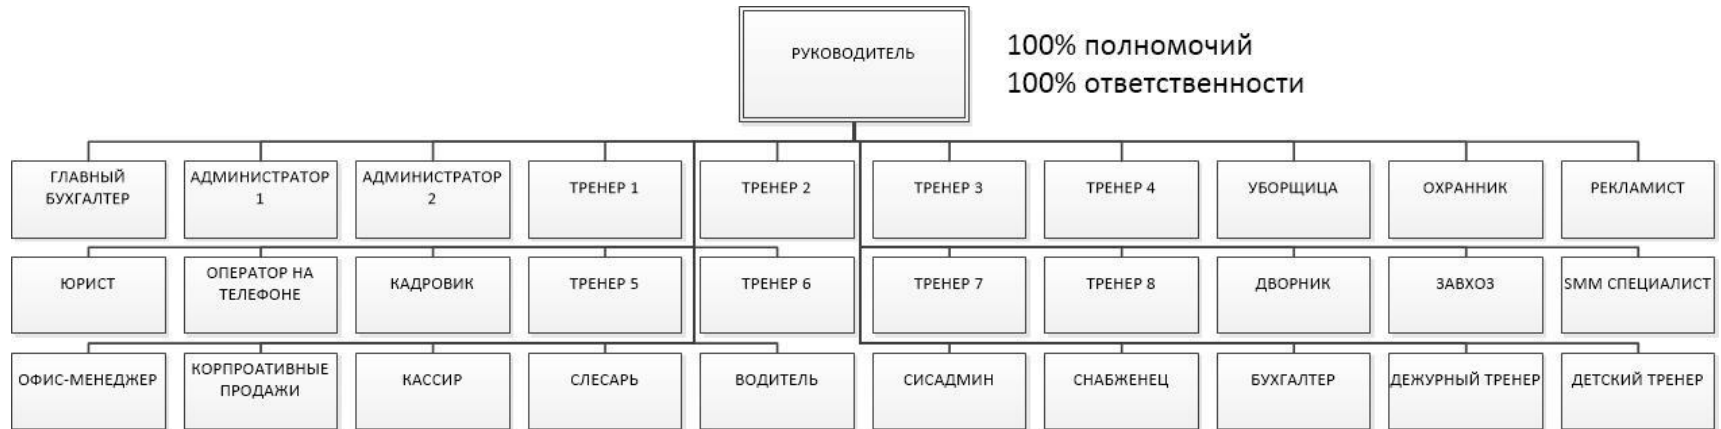 РУКОВОДИТЕЛЬ
100% полномочий
100% ответственности
ГЛАВНЫЙ
БУХГАЛТЕР
АДМИНИСТРАТОР
1
АДМИНИСТРАТОР
2
ТРЕНЕР 1
ТРЕНЕР 2
ТРЕНЕР 3
ТРЕНЕР 4
УБОРЩИЦА
ОХРАННИК
РЕКЛАМИСТ
ЮРИСТ
ОПЕРАТОР НА
ТЕЛЕФОНЕ
КАДРОВИК
ТРЕНЕР 5
ТРЕНЕР 6
ТРЕНЕР 7
ТРЕНЕР 8
ДВОРНИК
ЗАВХОЗ
SMM СПЕЦИАЛИСТ
ОФИС-МЕНЕДЖЕР
КОРПРОАТИВНЫЕ
ПРОДАЖИ
КАССИР
СЛЕСАРЬ
ВОДИТЕЛЬ
СИСАДМИН
СНАБЖЕНЕЦ
БУХГАЛТЕР
ДЕЖУРНЫЙ ТРЕНЕР
ДЕТСКИЙ ТРЕНЕР